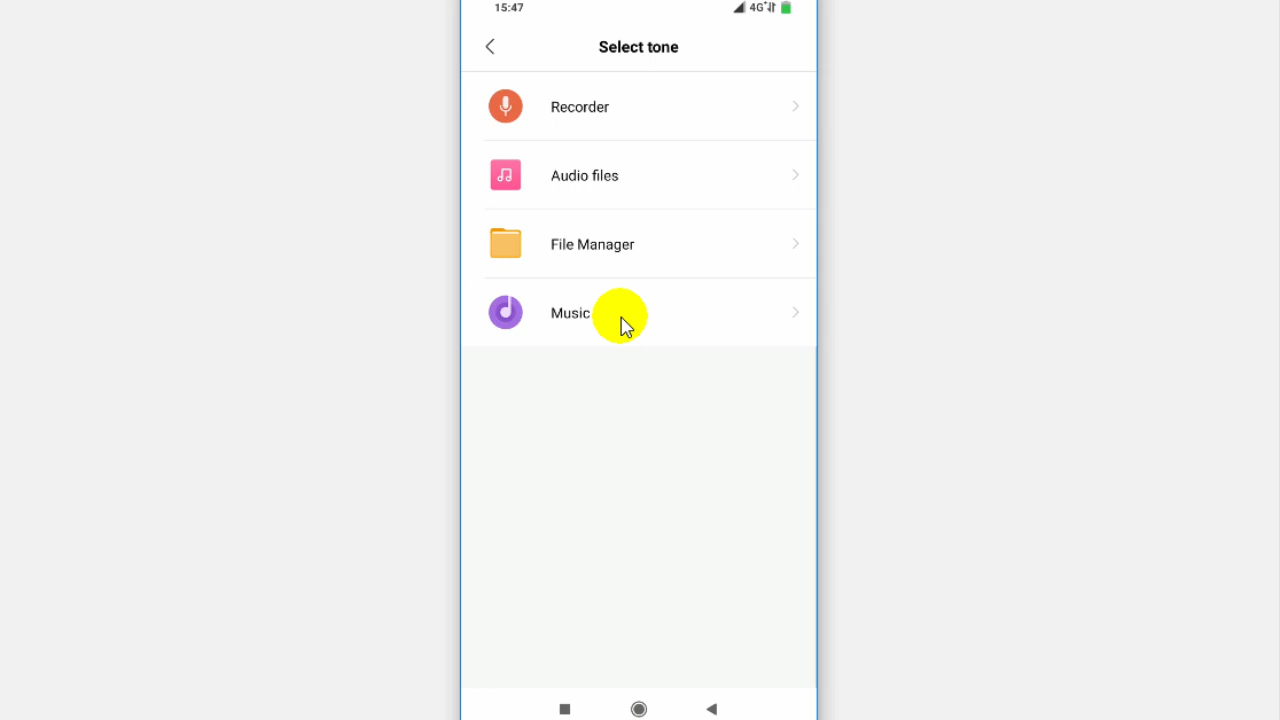 15:47
4G+
Select tone
Recorder
Audio files
File Manager
Music